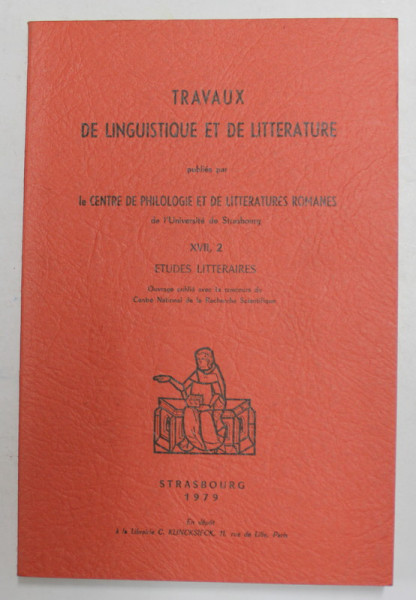 TRAVAUX
DE LINGUISTIQUE ET DE LITTERATURE
publiés par
le CENTRE DE PHILOLOGIE ET DE LITTERATURES ROMANES
de l'Université de Strasbourg
XVII, 2
ETUDES LITTERAIRES
Ouvrage publié avec le concours du
Centre National de la Recherche Scientifique
STRASBOURG
1979
En dépôt
à la librairie C. KLINCKSIECK, 11, rue de Lille, Paris